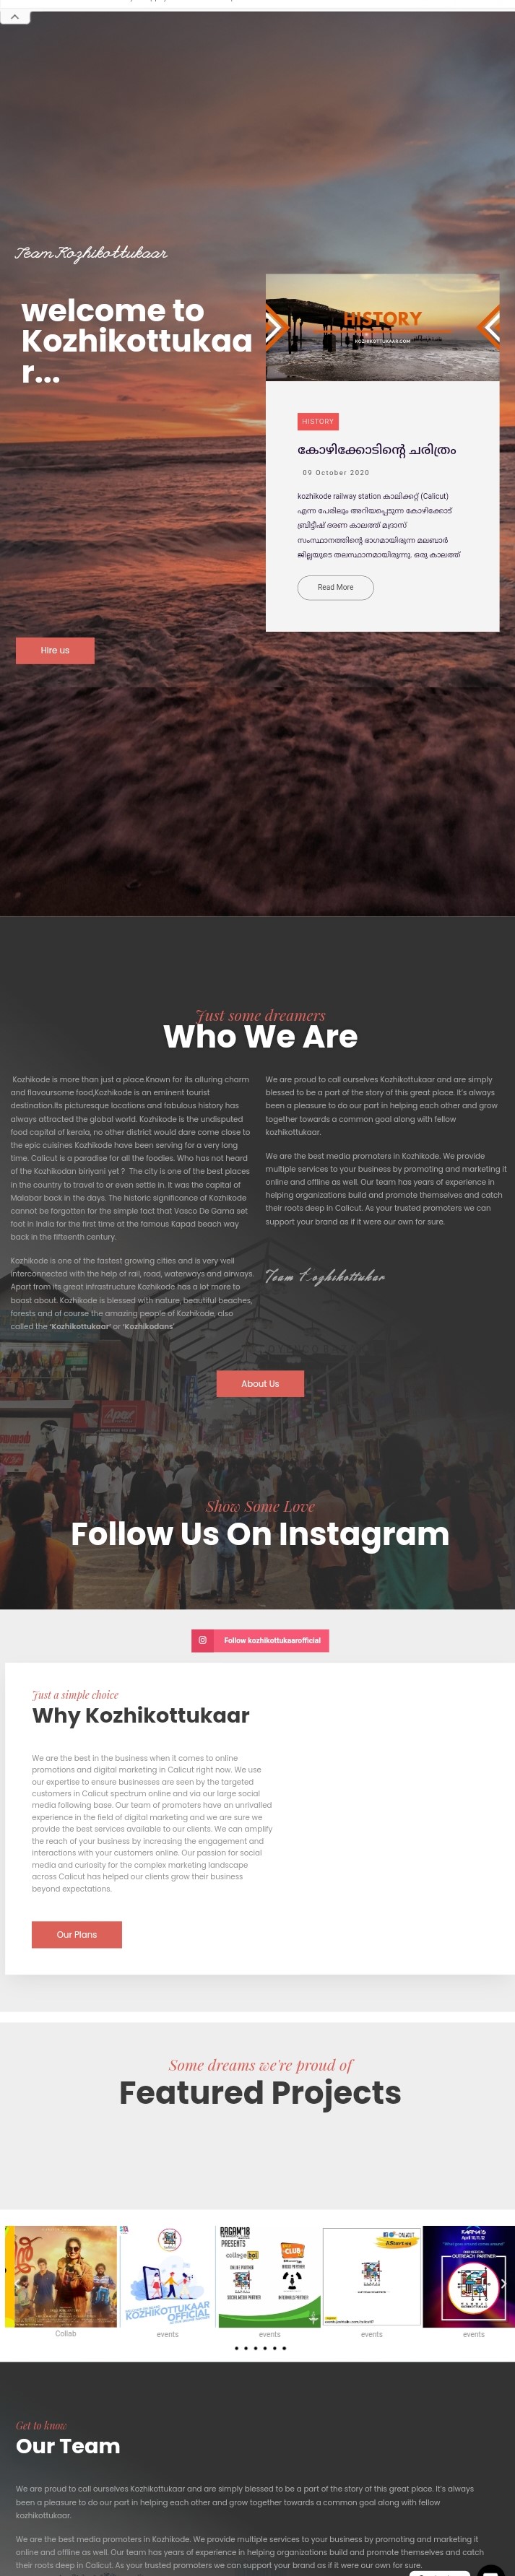 Team Kozhikottukaar
welcome to
Kozhikottukaa
r...
HISTORY
KOZHIKOTTUKAAR.COM
HISTORY
കോഴിക്കോടിന്റെ ചരിത്രം
09 October 2020
kozhikode railway station കാലിക്കറ്റ് (Calicut)
എന്ന പേരിലും അറിയപ്പെടുന്ന കോഴിക്കോട്
ബ്രിട്ടീഷ് ഭരണ കാലത്ത് മദ്രാസ്
സംസ്ഥാനത്തിന്റെ ഭാഗമായിരുന്ന മലബാർ
ജില്ലയുടെ തലസ്ഥാനമായിരുന്നു. ഒരു കാലത്ത്
Read More
Hire us
Just some dreamers
Who We Are
Kozhikode is more than just a place.Known for its alluring charm
and flavoursome food,Kozhikode is an eminent tourist
destination.Its picturesque locations and fabulous history has
always attracted the global world. Kozhikode is the undisputed
food capital of kerala, no other district would dare come close to
the epic cuisines Kozhikode have been serving for a very long
time. Calicut is a paradise for all the foodies. Who has not heard
of the Kozhikodan biriyani yet ? The city is one of the best places
in the country to travel to or even settle in. It was the capital of
Malabar back in the days. The historic significance of Kozhikode
cannot be forgotten for the simple fact that Vasco De Gama set
foot in India for the first time at the famous Kapad beach way
back in the fifteenth century.
Kozhikode is one of the fastest growing cities and is very well
interconnected with the help of rail, road, waterways and airways.
Apart from its great infrastructure Kozhikode has a lot more to
boast about. Kozhikode is blessed with nature, beautiful beaches,
forests and of course the amazing people of Kozhikode, also
called the ‘Kozhikottukaar’ or ‘Kozhikodans’
We are proud to call ourselves Kozhikottukaar and are simply
blessed to be a part of the story of this great place. It’s always
been a pleasure to do our part in helping each other and grow
together towards a common goal along with fellow
kozhikottukaar.
We are the best media promoters in Kozhikode. We provide
multiple services to your business by promoting and marketing it
online and offline as well. Our team has years of experience in
helping organizations build and promote themselves and catch
their roots deep in Calicut. As your trusted promoters we can
support your brand as if it were our own for sure.
Team Kozhikottukar
About Us
Show Some Love
Follow Us On Instagram
Follow kozhikottukaarofficial
Just a simple choice
Why Kozhikottukaar
We are the best in the business when it comes to online
promotions and digital marketing in Calicut right now. We use
our expertise to ensure businesses are seen by the targeted
customers in Calicut spectrum online and via our large social
media following base. Our team of promoters have an unrivalled
experience in the field of digital marketing and we are sure we
provide the best services available to our clients. We can amplify
the reach of your business by increasing the engagement and
interactions with your customers online. Our passion for social
media and curiosity for the complex marketing landscape
across Calicut has helped our clients grow their business
beyond expectations.
Our Plans
Some dreams we're proud of
Featured Projects
KOZHIKOTTUKAAR
OFFICIAL
RAGAM'18
PRESENTS
CLUB
OUTREACH PARTNER
Collab
events
events
events
events
Get to know
Our Team
We are proud to call ourselves Kozhikottukaar and are simply blessed to be a part of the story of this great place. It’s always
been a pleasure to do our part in helping each other and grow together towards a common goal along with fellow
kozhikottukaar.
We are the best media promoters in Kozhikode. We provide multiple services to your business by promoting and marketing it
online and offline as well. Our team has years of experience in helping organizations build and promote themselves and catch
their roots deep in Calicut. As your trusted promoters we can support your brand as if it were our own for sure.